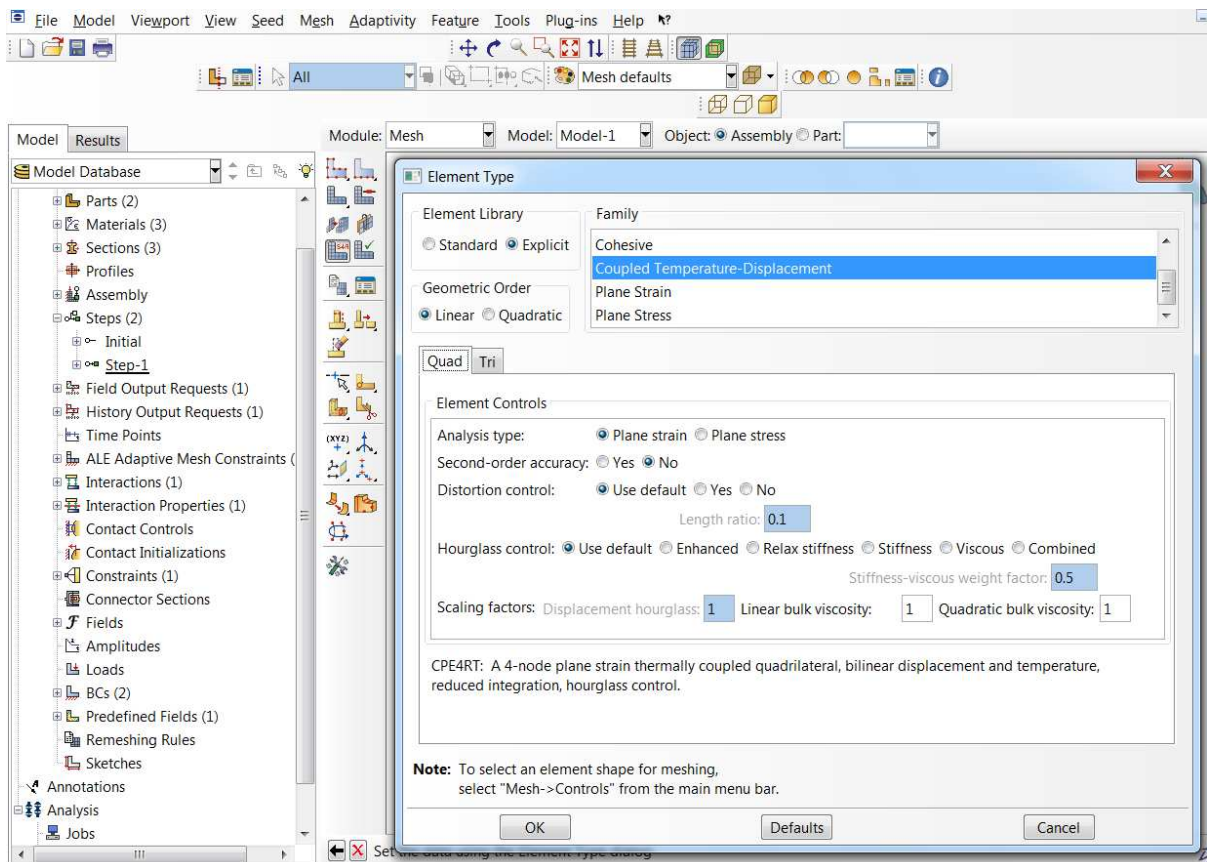 File Model Viewport View Seed Mesh Adaptivity Feature Tools Plug-ins Help
All Mesh defaults
Model Results
Module: Mesh Model: Model-1 Object: Assembly Part:
Model Database
Parts (2)
Materials (3)
Sections (3)
Profiles
Assembly
Steps (2)
Initial
Step-1
Field Output Requests (1)
History Output Requests (1)
Time Points
ALE Adaptive Mesh Constraints (
Interactions (1)
Interaction Properties (1)
Contact Controls
Contact Initializations
Constraints (1)
Connector Sections
Fields
Amplitudes
Loads
BCs (2)
Predefined Fields (1)
Remeshing Rules
Sketches
Annotations
Analysis
Jobs
(XYZ)
Element Type
Element Library
Standard Explicit
Geometric Order
Linear Quadratic
Family
Cohesive
Coupled Temperature-Displacement
Plane Strain
Plane Stress
Quad Tri
Element Controls
Analysis type: Plane strain Plane stress
Second-order accuracy: Yes No
Distortion control: Use default Yes No
Length ratio: 0.1
Hourglass control: Use default Enhanced Relax stiffness Stiffness Viscous Combined
Stiffness-viscous weight factor: 0.5
Scaling factors: Displacement hourglass: 1 Linear bulk viscosity: 1 Quadratic bulk viscosity: 1
CPE4RT: A 4-node plane strain thermally coupled quadrilateral, bilinear displacement and temperature,
reduced integration, hourglass control.
Note: To select an element shape for meshing,
select "Mesh->Controls" from the main menu bar.
OK Defaults Cancel
Set the data using the Element Type dialog